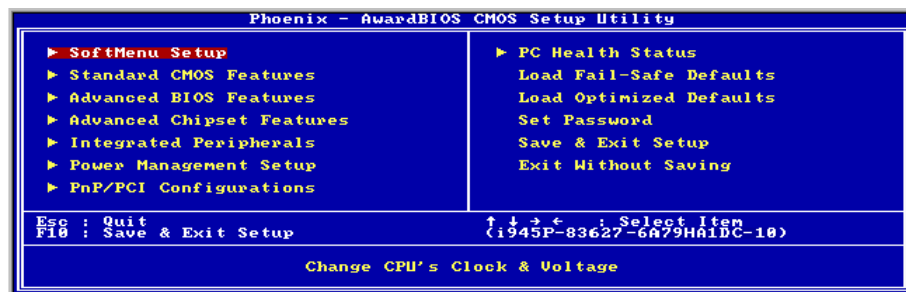 Phoenix - AwardBIOS CMOS Setup Utility
► SoftMenu Setup
► Standard CMOS Features
► Advanced BIOS Features
► Advanced Chipset Features
► Integrated Peripherals
► Power Management Setup
► PnP/PCI Configurations
► PC Health Status
Load Fail-Safe Defaults
Load Optimized Defaults
Set Password
Save & Exit Setup
Exit Without Saving
Esc : Quit
F10 : Save & Exit Setup
↑ ↓ → ← : Select Item
(i945P-83627-6A79HA1DC-10)
Change CPU's Clock & Voltage